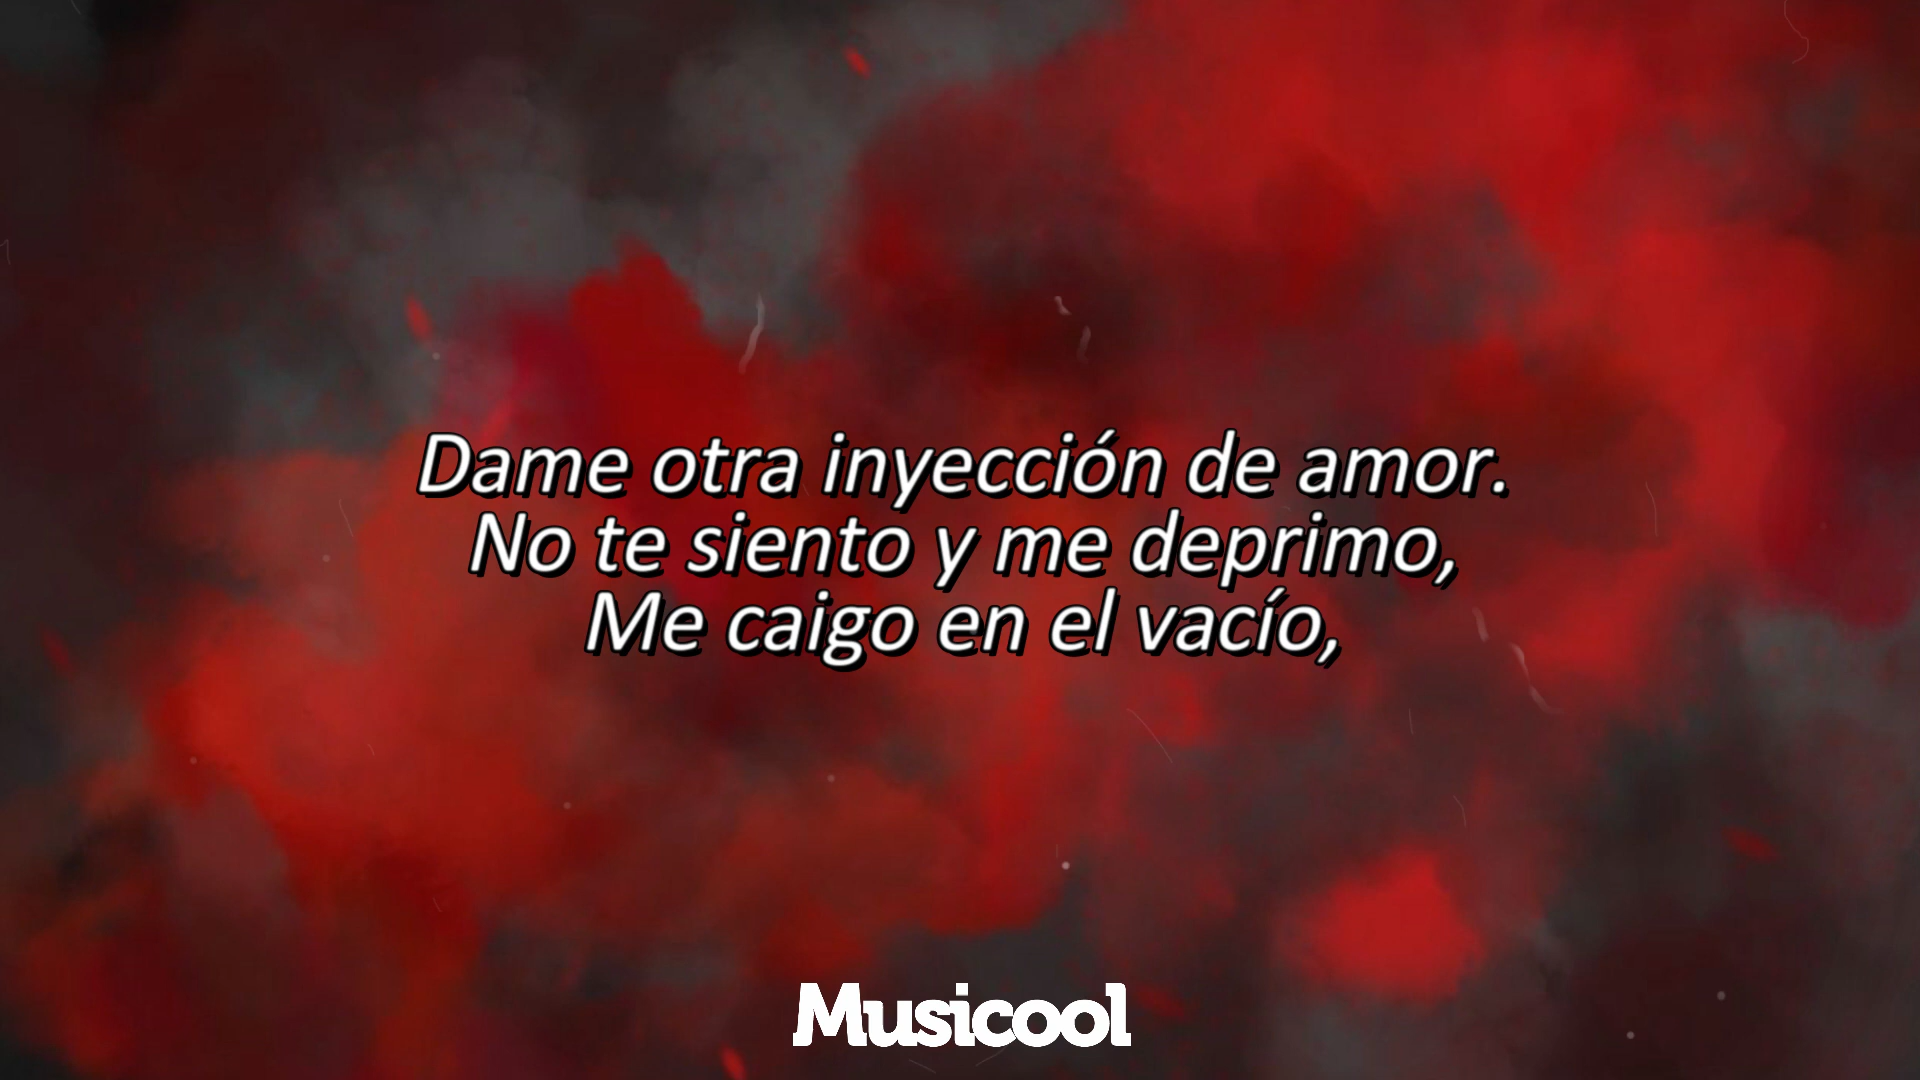 Dame otra inyección de amor.
No te siento y me deprimo,
Me caigo en el vacío,
Musicool